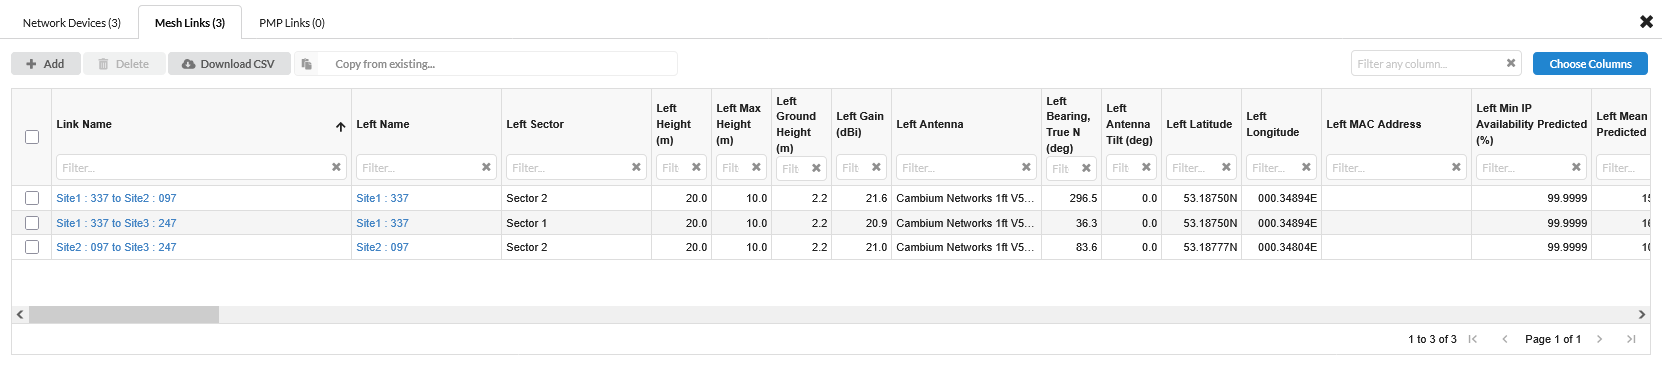 Network Devices (3) Mesh Links (3) PMP Links (0)
Add Delete Download CSV Copy from existing... Filter any column... Choose Columns
Link Name Left Name Left Sector Left Height (m) Left Max Height (m) Left Ground Height (m) Left Gain (dBi) Left Antenna Left Bearing, True N (deg) Left Antenna Tilt (deg) Left Latitude Left Longitude Left MAC Address Left Min IP Availability Predicted (%) Left Mean Predicted
Filter... Filter... Filter... Filt Filt Filt Filt Filter... Filt Filt Filter... Filter... Filter... Filter... Filter...
Site1 : 337 to Site2 : 097 Site1 : 337 Sector 2 20.0 10.0 2.2 21.6 Cambium Networks 1ft V5... 296.5 0.0 53.18750N 000.34894E 99.9999
Site1 : 337 to Site3 : 247 Site1 : 337 Sector 1 20.0 10.0 2.2 20.9 Cambium Networks 1ft V5... 36.3 0.0 53.18750N 000.34894E 99.9999
Site2 : 097 to Site3 : 247 Site2 : 097 Sector 2 20.0 10.0 2.2 21.0 Cambium Networks 1ft V5... 83.6 0.0 53.18777N 000.34804E 99.9999
1 to 3 of 3 Page 1 of 1